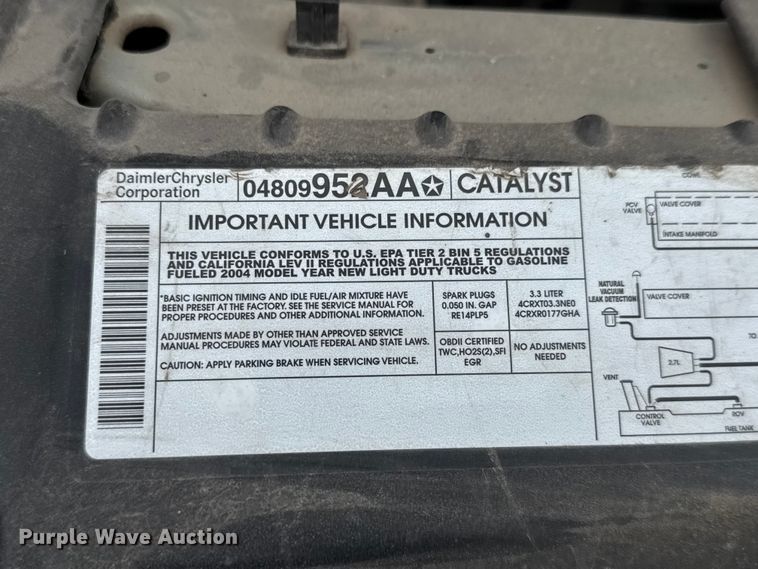 DaimlerChrysler
Corporation
04809952AA
CATALYST
IMPORTANT VEHICLE INFORMATION
THIS VEHICLE CONFORMS TO U.S. EPA TIER 2 BIN 5 REGULATIONS
AND CALIFORNIA LEV II REGULATIONS APPLICABLE TO GASOLINE
FUELED 2004 MODEL YEAR NEW LIGHT DUTY TRUCKS
*BASIC IGNITION TIMING AND IDLE FUEL/AIR MIXTURE HAVE
BEEN PRESET AT THE FACTORY. SEE THE SERVICE MANUAL FOR
PROPER PROCEDURES AND OTHER ADDITIONAL INFORMATION.
ADJUSTMENTS MADE BY OTHER THAN APPROVED SERVICE
MANUAL PROCEDURES MAY VIOLATE FEDERAL AND STATE LAWS.
CAUTION: APPLY PARKING BRAKE WHEN SERVICING VEHICLE.
SPARK PLUGS
0.050 IN. GAP
RE14PLP5
3.3 LITER
4CRXT03.3NE0
4CRXR0177GHA
OBDII CERTIFIED
TWC,HO2S(2),SFI
EGR
NO ADJUSTMENTS
NEEDED
COWL
PCV
VALVE
VALVE COVER
INTAKE MANIFOLD
NATURAL
VACUUM
LEAK DETECTION
VALVE COVER
TO
2.7L
VENT
CONTROL
VALVE
ROV
FUEL TANK
Purple Wave Auction